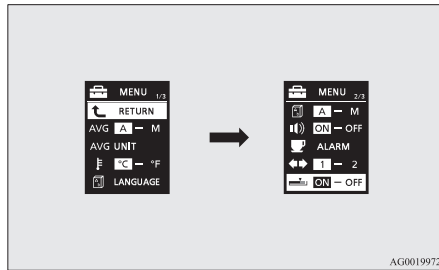 MENU 1/3
RETURN
AVG A – M
AVG UNIT
°C – °F
LANGUAGE
MENU 2/3
A – M
ON – OFF
ALARM
1 – 2
ON – OFF
AG0019972